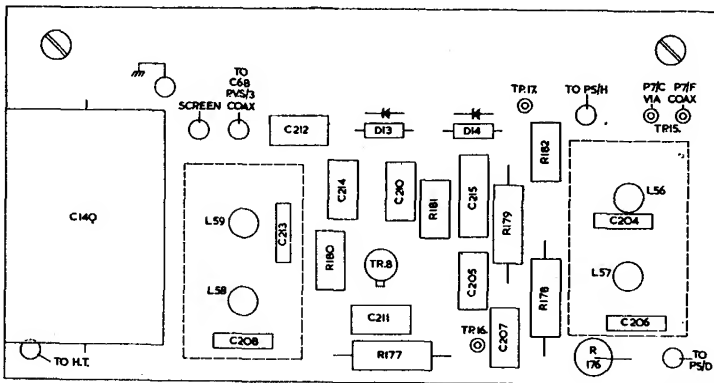 TO
C68
PVS/3
COAX
SCREEN
TP.17.
TO PS/H
P7/C
VIA
P7/F
COAX
TP.15.
C212
D13
D14
R182
C140
C214
C210
R181
C215
R179
L56
C204
L59
C213
R180
TR.8
L57
L58
C205
R178
C211
C206
C208
TP.16.
C207
R177
R
176
TO H.T.
TO
PS/D